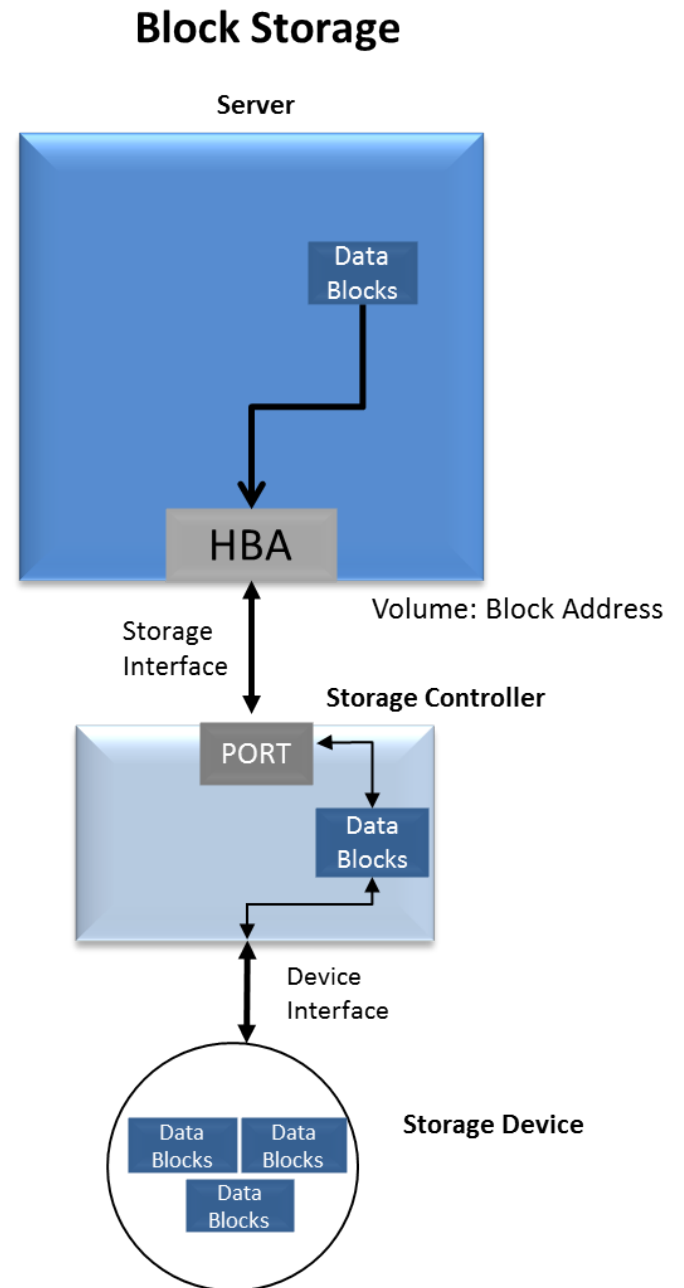 Block Storage
Server
Data
Blocks
HBA
Volume: Block Address
Storage
Interface
Storage Controller
PORT
Data
Blocks
Device
Interface
Storage Device
Data
Blocks
Data
Blocks
Data
Blocks